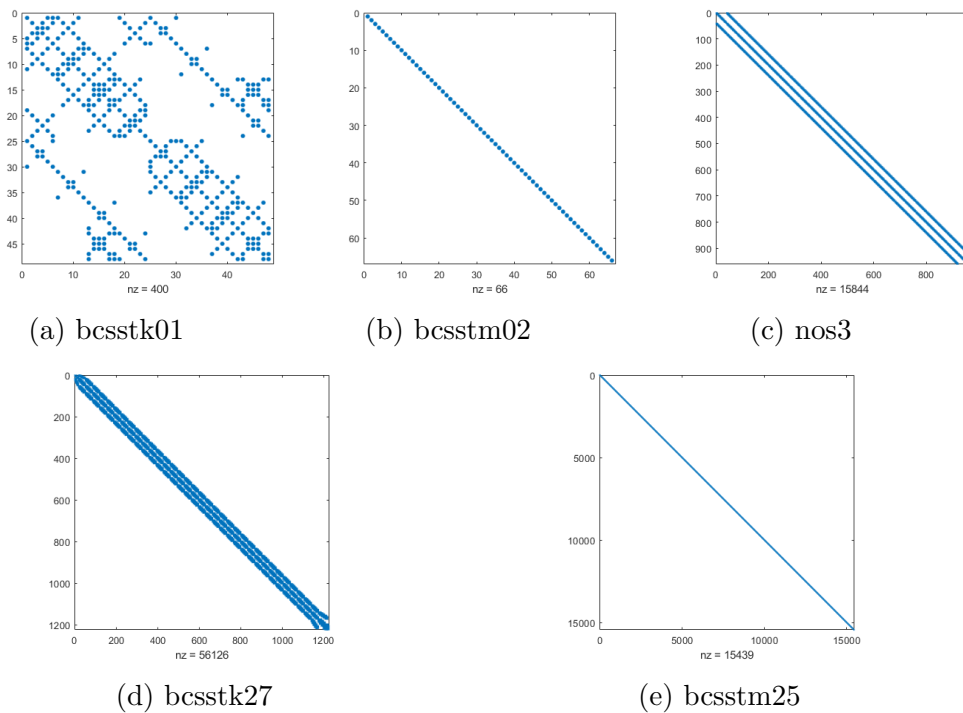 0
5
10
15
20
25
30
35
40
45
0 10 20 30 40
nz = 400
(a) bcsstk01
0
10
20
30
40
50
60
0 10 20 30 40 50 60
nz = 66
(b) bcsstm02
0
100
200
300
400
500
600
700
800
900
0 200 400 600 800
nz = 15844
(c) nos3
0
200
400
600
800
1000
1200
0 200 400 600 800 1000 1200
nz = 56126
(d) bcsstk27
0
5000
10000
15000
0 5000 10000 15000
nz = 15439
(e) bcsstm25